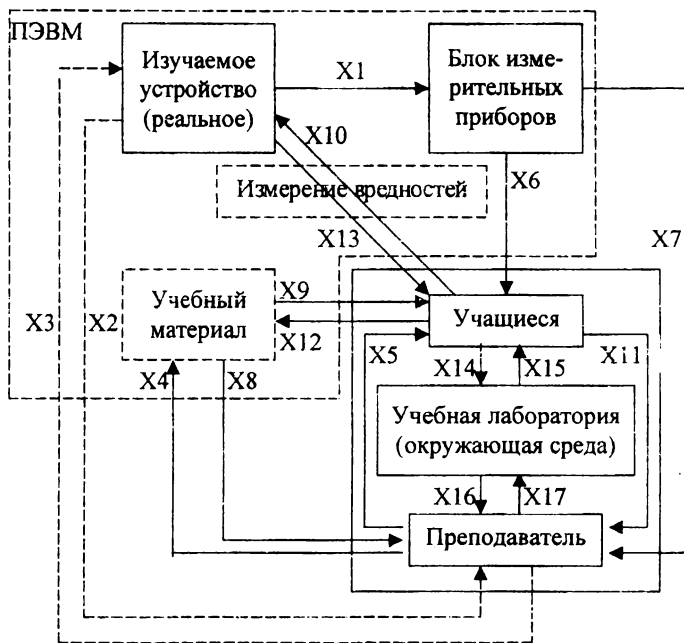 ПЭВМ
Изучаемое
устройство
(реальное)
X1
Блок изме-
рительных
приборов
X10
X6
Измерение вредностей
X13
X7
Учебный
материал
X9
X12
Учащиеся
X3
X2
X4
X8
X5
X14
X15
X11
Учебная лаборатория
(окружающая среда)
X16
X17
Преподаватель